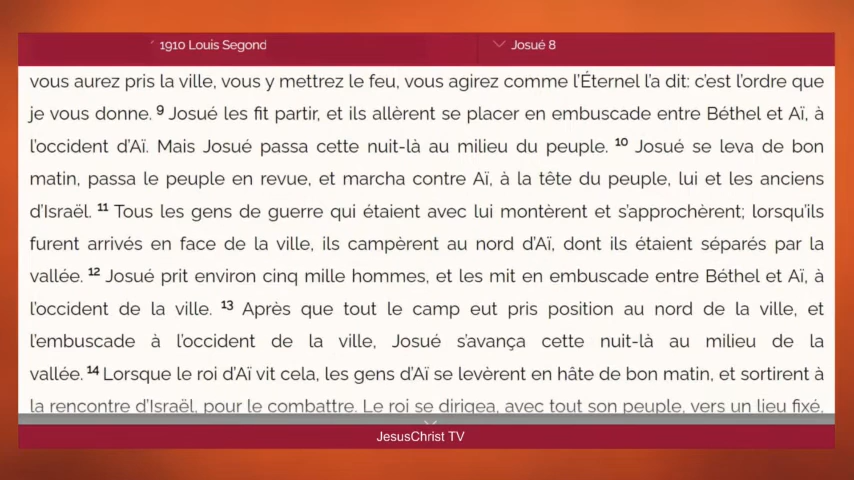 1910 Louis Segond
Josué 8
vous aurez pris la ville, vous y mettrez le feu, vous agirez comme l'Éternel l'a dit: c'est l'ordre que
je vous donne. 9 Josué les fit partir, et ils allèrent se placer en embuscade entre Béthel et Aï, à
l'occident d'Aï. Mais Josué passa cette nuit-là au milieu du peuple. 10 Josué se leva de bon
matin, passa le peuple en revue, et marcha contre Aï, à la tête du peuple, lui et les anciens
d'Israël. 11 Tous les gens de guerre qui étaient avec lui montèrent et s'approchèrent; lorsqu'ils
furent arrivés en face de la ville, ils campèrent au nord d'Aï, dont ils étaient séparés par la
vallée. 12 Josué prit environ cinq mille hommes, et les mit en embuscade entre Béthel et Aï, à
l'occident de la ville. 13 Après que tout le camp eut pris position au nord de la ville, et
l'embuscade à l'occident de la ville, Josué s'avança cette nuit-là au milieu de la
vallée. 14 Lorsque le roi d'Aï vit cela, les gens d'Aï se levèrent en hâte de bon matin, et sortirent à
la rencontre d'Israël, pour le combattre. Le roi se dirigea, avec tout son peuple, vers un lieu fixé,
JesusChrist TV